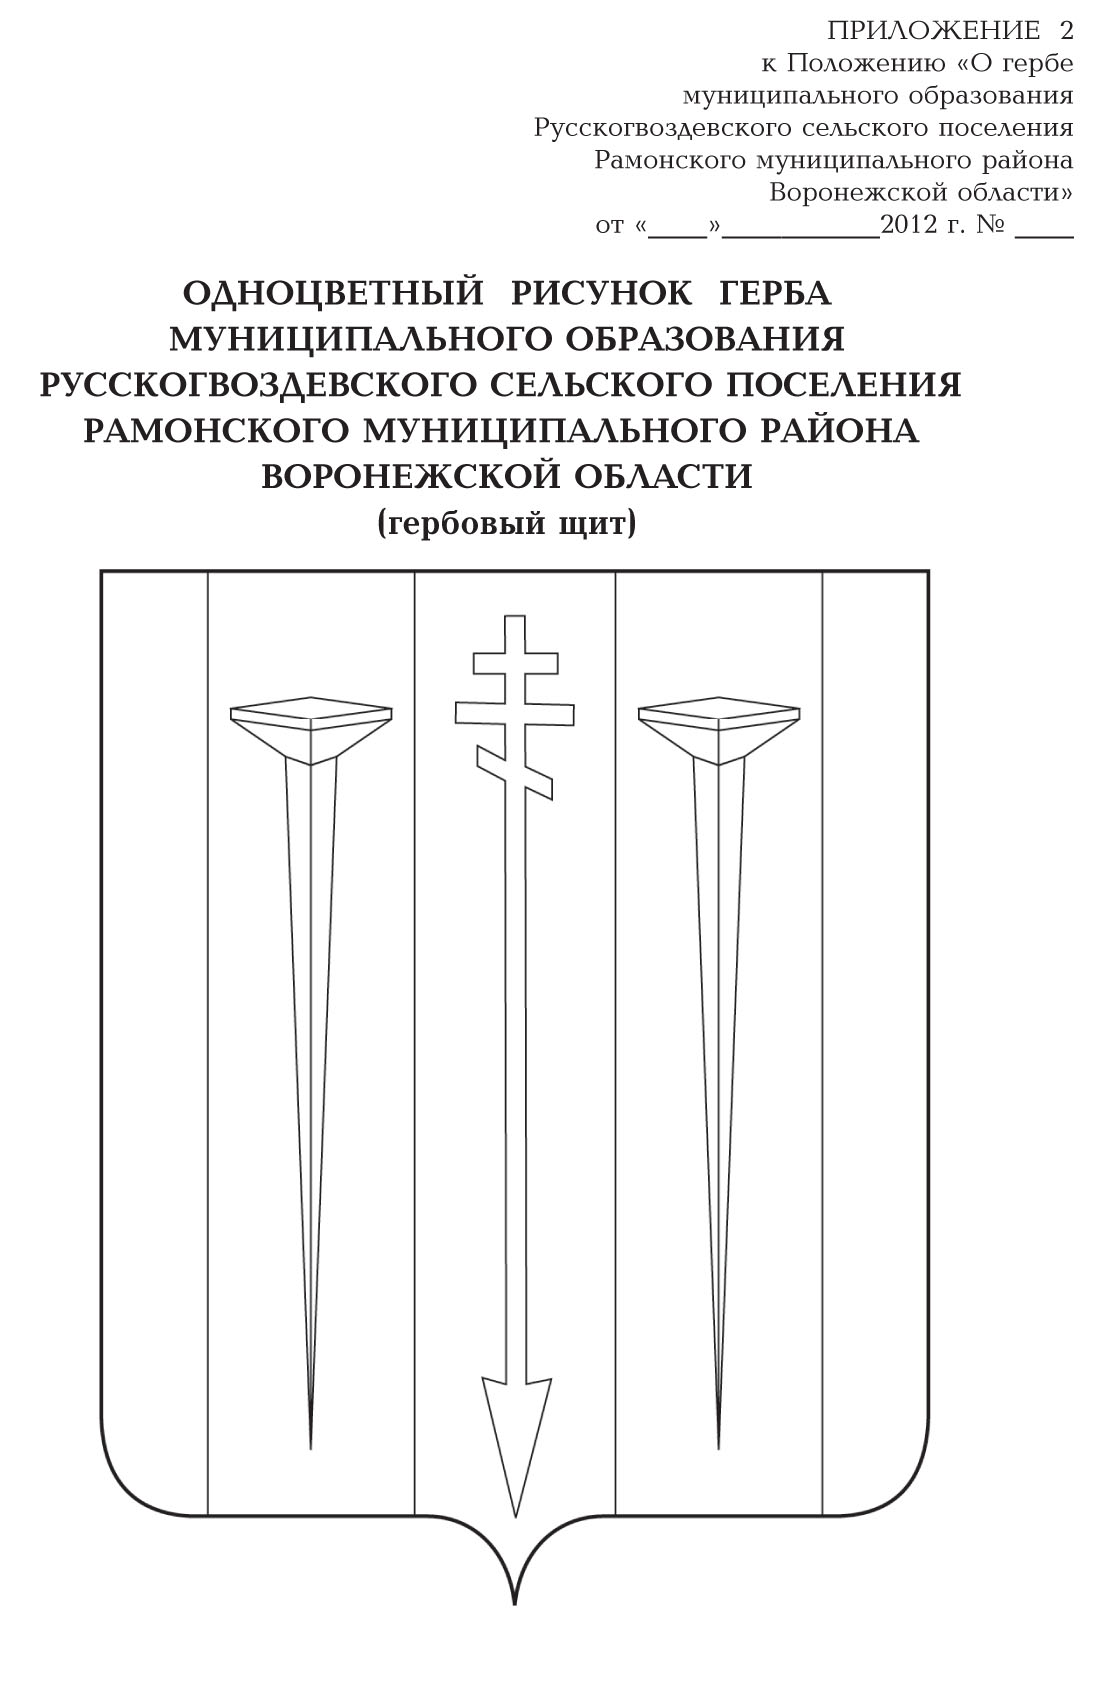 ПРИЛОЖЕНИЕ 2
к Положению «О гербе
муниципального образования
Русскогвоздевского сельского поселения
Рамонского муниципального района
Воронежской области»
от «____»___________2012 г. № ____
ОДНОЦВЕТНЫЙ РИСУНОК ГЕРБА
МУНИЦИПАЛЬНОГО ОБРАЗОВАНИЯ
РУССКОГВОЗДЕВСКОГО СЕЛЬСКОГО ПОСЕЛЕНИЯ
РАМОНСКОГО МУНИЦИПАЛЬНОГО РАЙОНА
ВОРОНЕЖСКОЙ ОБЛАСТИ
(гербовый щит)